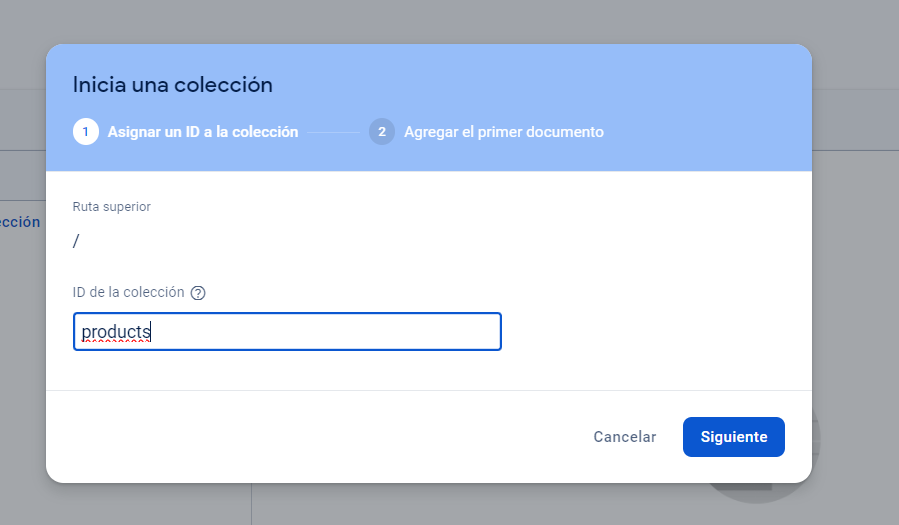 Inicia una colección
1 Asignar un ID a la colección 2 Agregar el primer documento
Ruta superior
/
ección
ID de la colección ?
products
Cancelar Siguiente